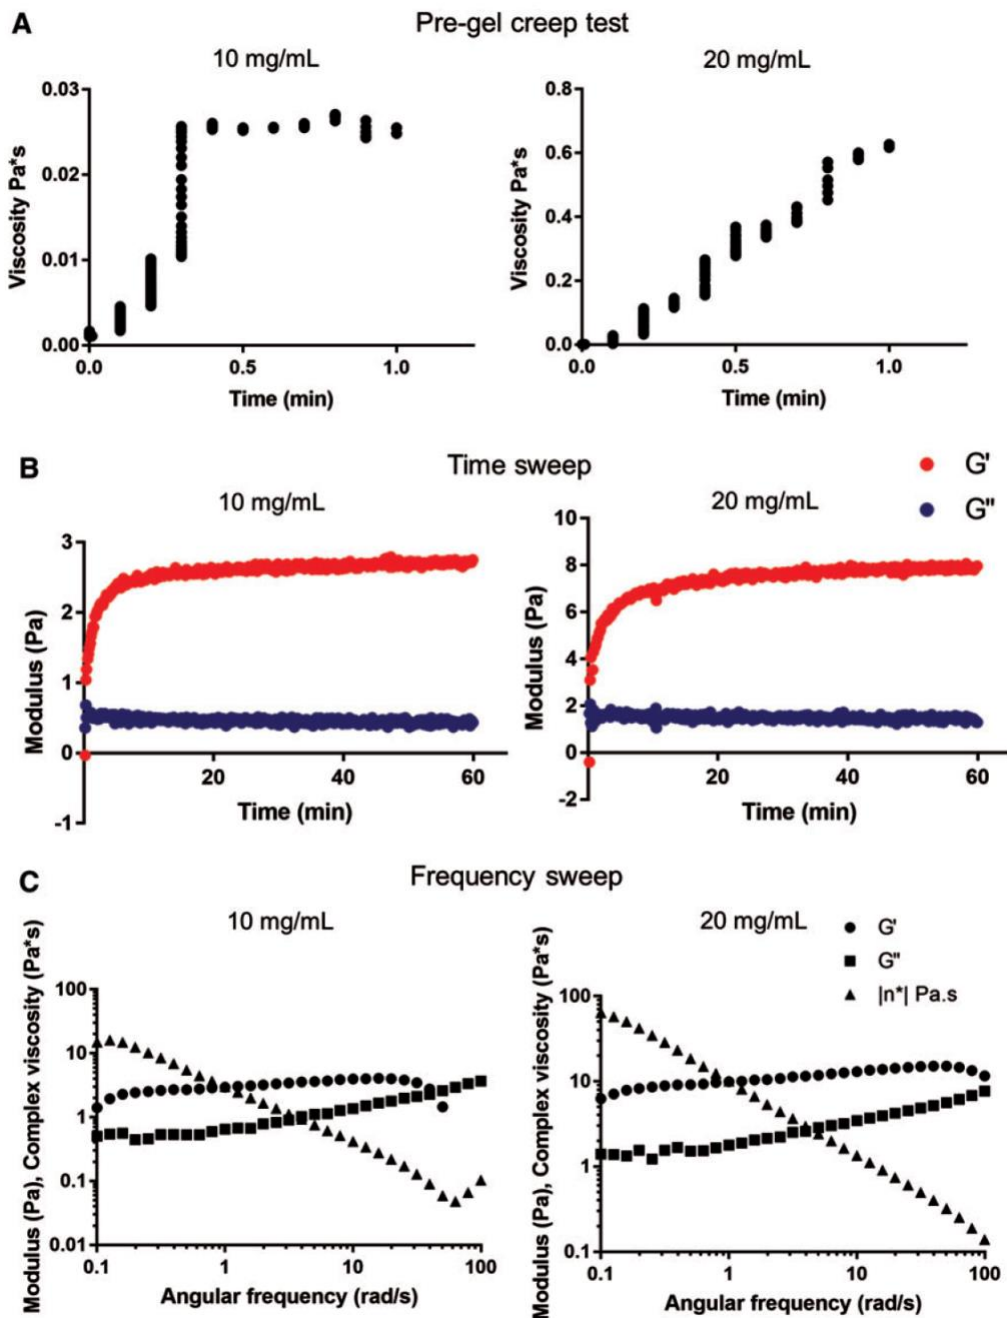 A
Pre-gel creep test
10 mg/mL
20 mg/mL
Viscosity Pa*s
0.03
0.02
0.01
0.00
0.0
0.5
1.0
Time (min)
Viscosity Pa*s
0.8
0.6
0.4
0.2
0.0
0.0
0.5
1.0
Time (min)
B
Time sweep
G'
G"
10 mg/mL
20 mg/mL
Modulus (Pa)
3
2
1
0
-1
20
40
60
Time (min)
Modulus (Pa)
10
8
6
4
2
0
-2
20
40
60
Time (min)
C
Frequency sweep
10 mg/mL
20 mg/mL
G'
G"
|n*| Pa.s
Modulus (Pa), Complex viscosity (Pa*s)
100
10
1
0.1
0.01
0.1
1
10
100
Angular frequency (rad/s)
Modulus (Pa), Complex viscosity (Pa*s)
100
10
1
0.1
0.1
1
10
100
Angular frequency (rad/s)